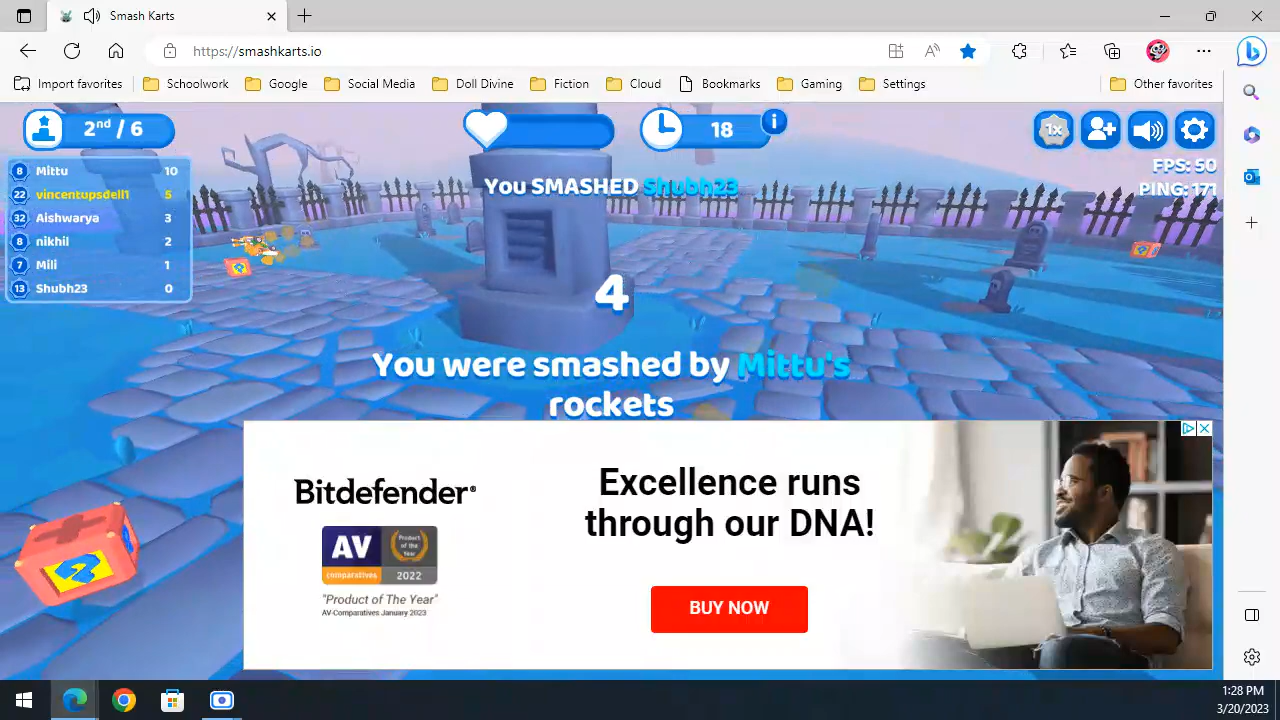 Smash Karts
https://smashkarts.io
Import favorites
Schoolwork
Google
Social Media
Doll Divine
Fiction
Cloud
Bookmarks
Gaming
Settings
Other favorites
2nd / 6
18
i
1x
FPS: 50
PING: 171
8 Mittu 10
22 vincentupsdell1 5
32 Aishwarya 3
8 nikhil 2
7 Mili 1
13 Shubh23 0
You SMASHED Shubh23
4
You were smashed by Mittu's
rockets
Bitdefender®
AV
comparatives
Product
of the
Year
2022
"Product of The Year"
AV-Comparatives January 2023
Excellence runs
through our DNA!
BUY NOW
1:28 PM
3/20/2023